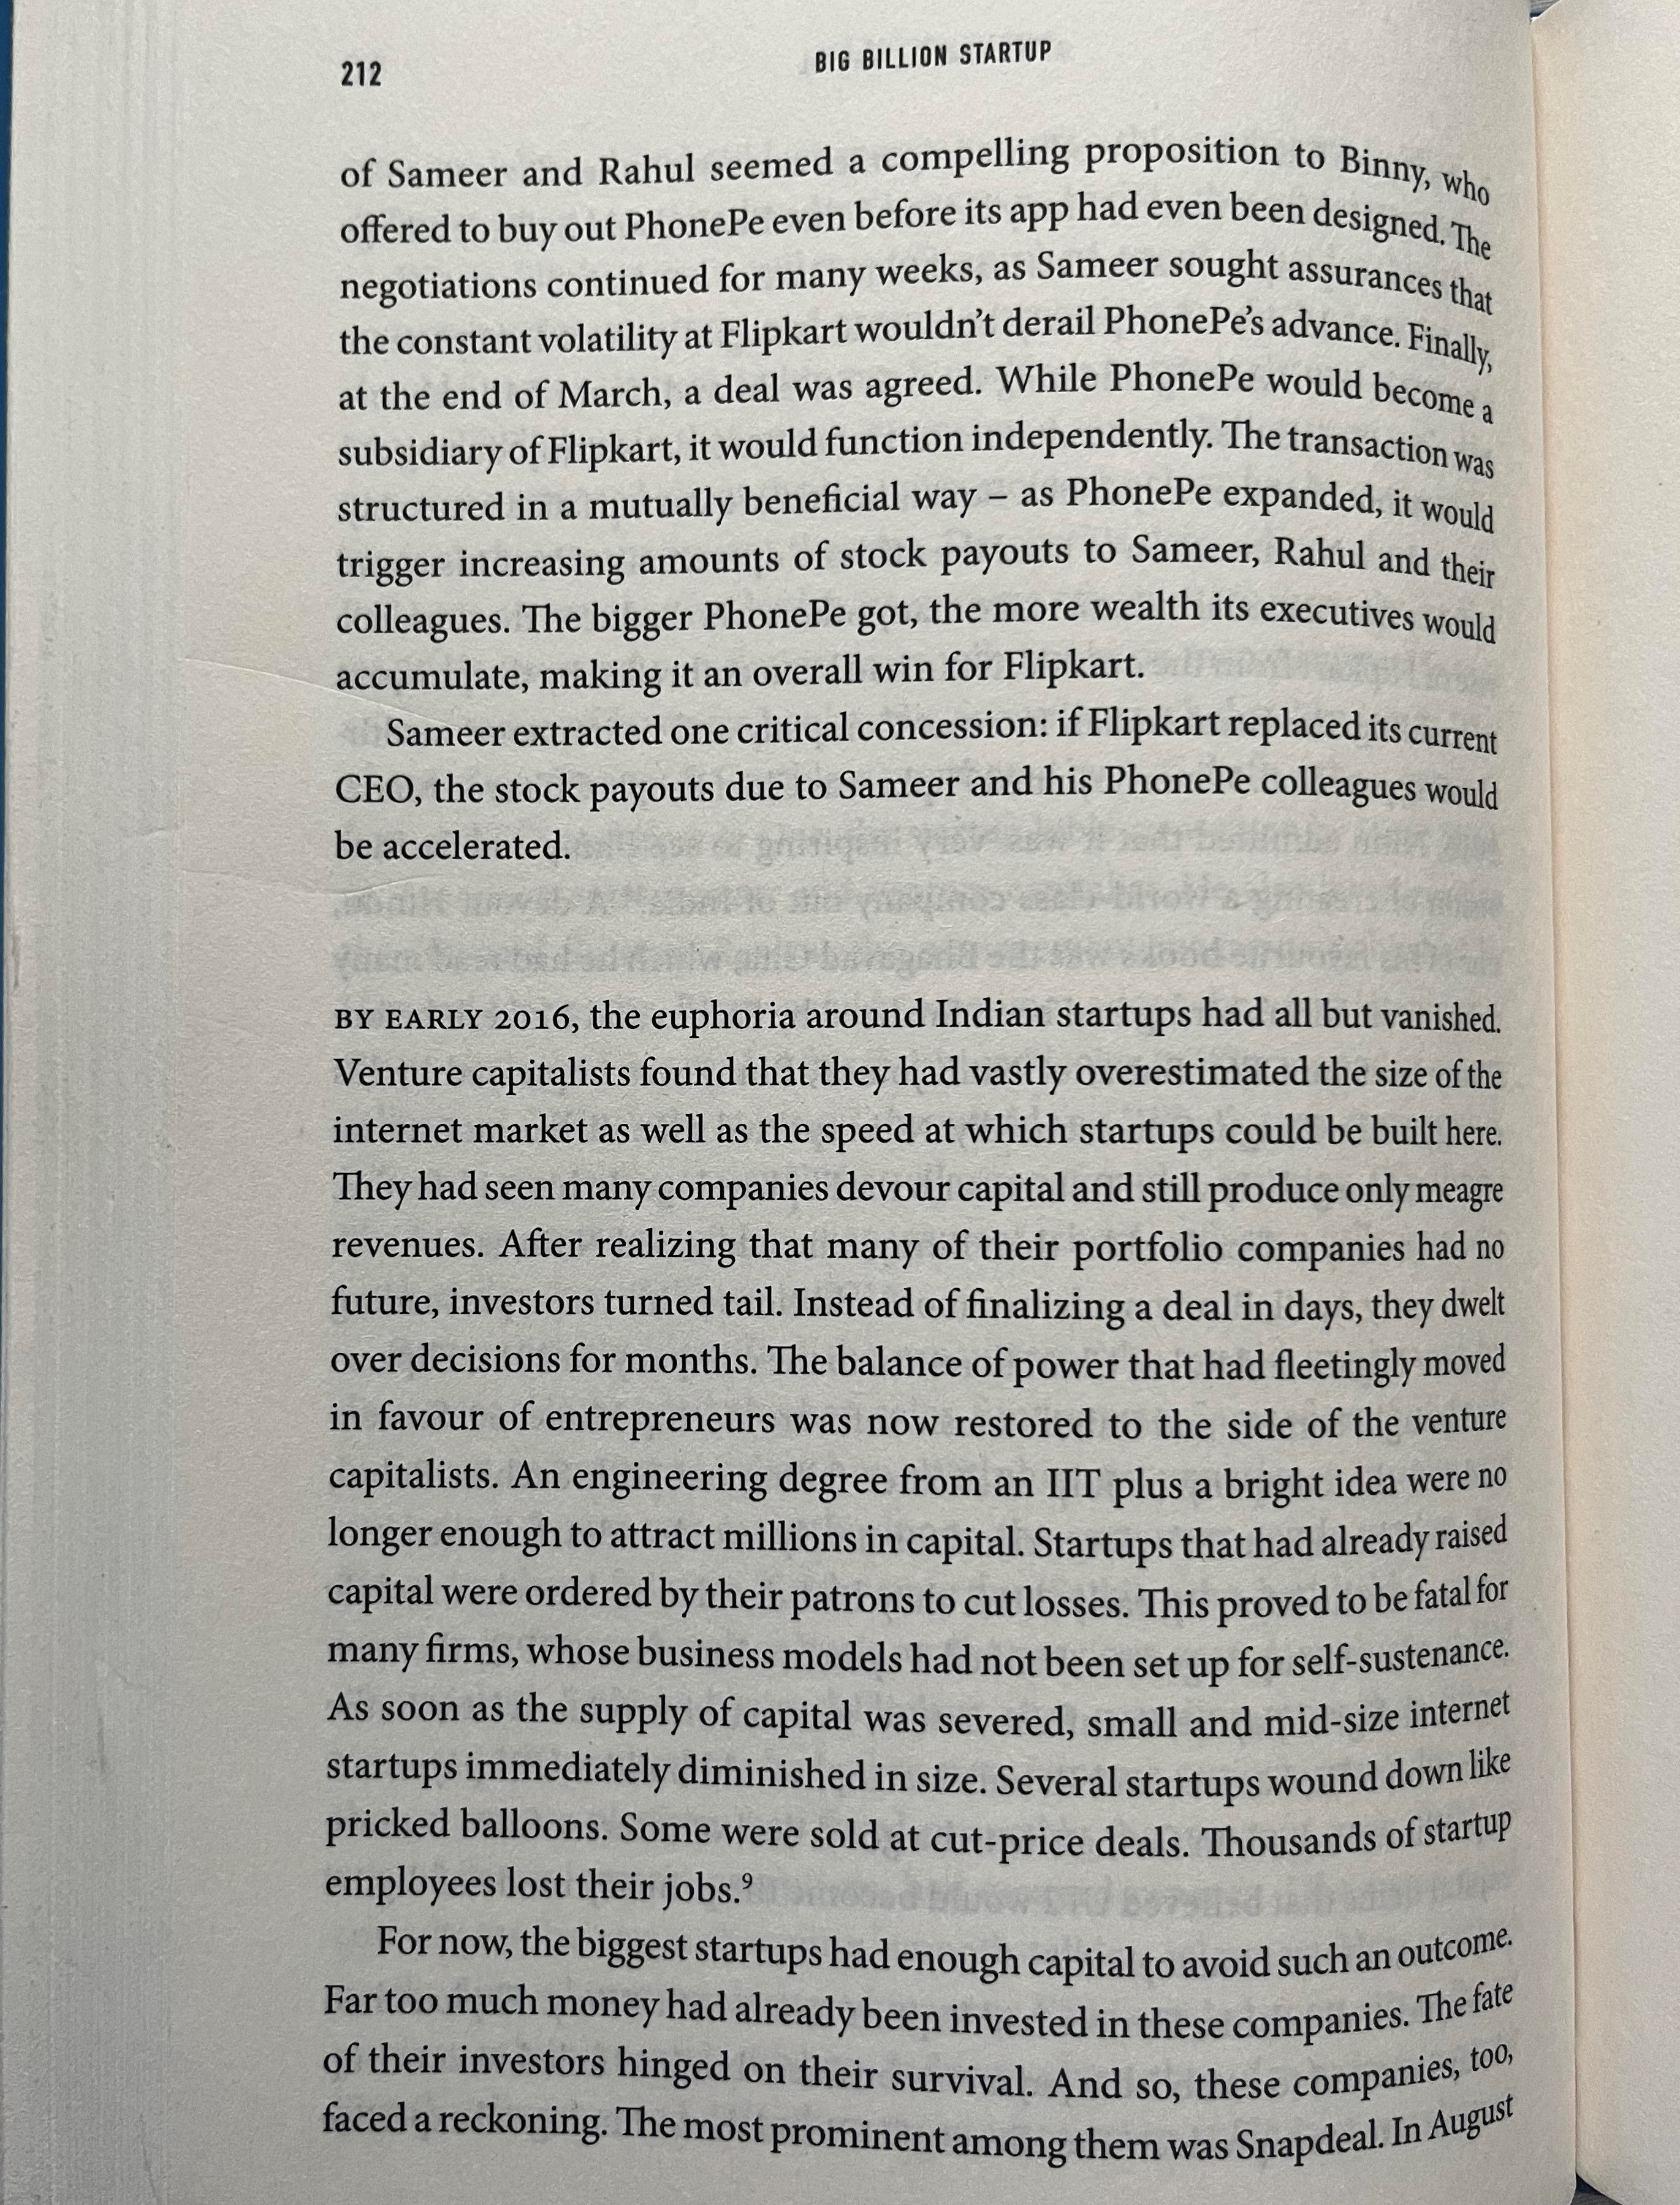 212
BIG BILLION STARTUP
of Sameer and Rahul seemed a compelling proposition to Binny, who
offered to buy out PhonePe even before its app had even been designed. The
negotiations continued for many weeks, as Sameer sought assurances that
the constant volatility at Flipkart wouldn’t derail PhonePe’s advance. Finally,
at the end of March, a deal was agreed. While PhonePe would become a
subsidiary of Flipkart, it would function independently. The transaction was
structured in a mutually beneficial way – as PhonePe expanded, it would
trigger increasing amounts of stock payouts to Sameer, Rahul and their
colleagues. The bigger PhonePe got, the more wealth its executives would
accumulate, making it an overall win for Flipkart.
Sameer extracted one critical concession: if Flipkart replaced its current
CEO, the stock payouts due to Sameer and his PhonePe colleagues would
be accelerated.
BY EARLY 2016, the euphoria around Indian startups had all but vanished.
Venture capitalists found that they had vastly overestimated the size of the
internet market as well as the speed at which startups could be built here.
They had seen many companies devour capital and still produce only meagre
revenues. After realizing that many of their portfolio companies had no
future, investors turned tail. Instead of finalizing a deal in days, they dwelt
over decisions for months. The balance of power that had fleetingly moved
in favour of entrepreneurs was now restored to the side of the venture
capitalists. An engineering degree from an IIT plus a bright idea were no
longer enough to attract millions in capital. Startups that had already raised
capital were ordered by their patrons to cut losses. This proved to be fatal for
many firms, whose business models had not been set up for self-sustenance.
As soon as the supply of capital was severed, small and mid-size internet
startups immediately diminished in size. Several startups wound down like
pricked balloons. Some were sold at cut-price deals. Thousands of startup
employees lost their jobs.⁹
For now, the biggest startups had enough capital to avoid such an outcome.
Far too much money had already been invested in these companies. The fate
of their investors hinged on their survival. And so, these companies, too,
faced a reckoning. The most prominent among them was Snapdeal. In August